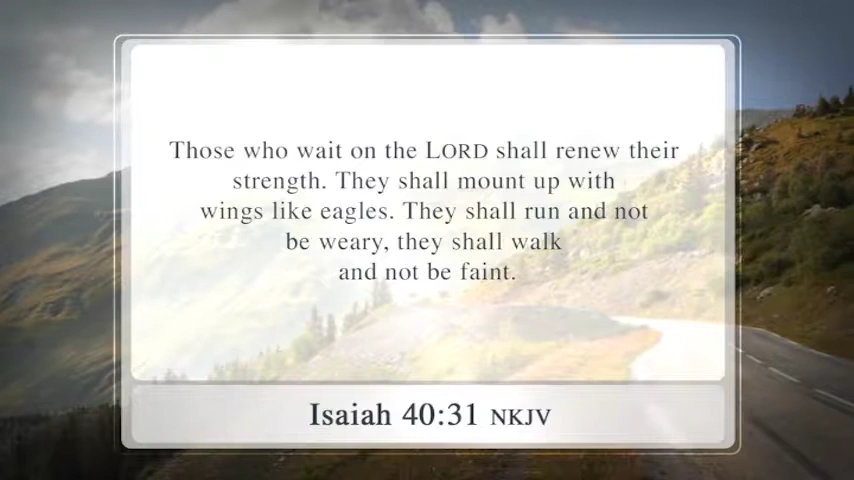 Those who wait on the LORD shall renew their
strength. They shall mount up with
wings like eagles. They shall run and not
be weary, they shall walk
and not be faint.
Isaiah 40:31 NKJV